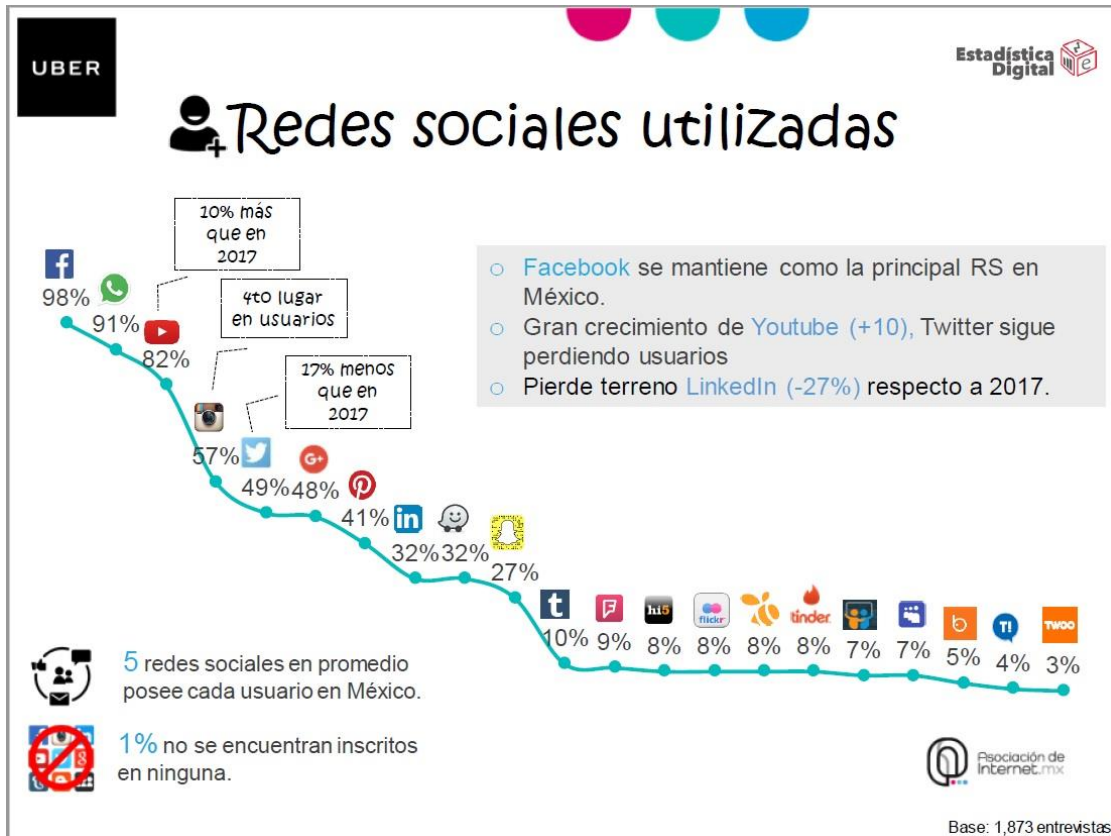 UBER
Estadística
Digital
Redes sociales utilizadas
10% más
que en
2017
4to lugar
en usuarios
17% menos
que en
2017
98%
91%
82%
57%
49%
48%
41%
32%
32%
27%
10%
9%
8%
8%
8%
8%
7%
7%
5%
4%
3%
G+
in
t
hi5
flickr
tinder
b
T!
TWOO
Facebook se mantiene como la principal RS en
México.
Gran crecimiento de Youtube (+10), Twitter sigue
perdiendo usuarios
Pierde terreno LinkedIn (-27%) respecto a 2017.
5 redes sociales en promedio
posee cada usuario en México.
1% no se encuentran inscritos
en ninguna.
Asociación de
Internet.mx
Base: 1,873 entrevistas